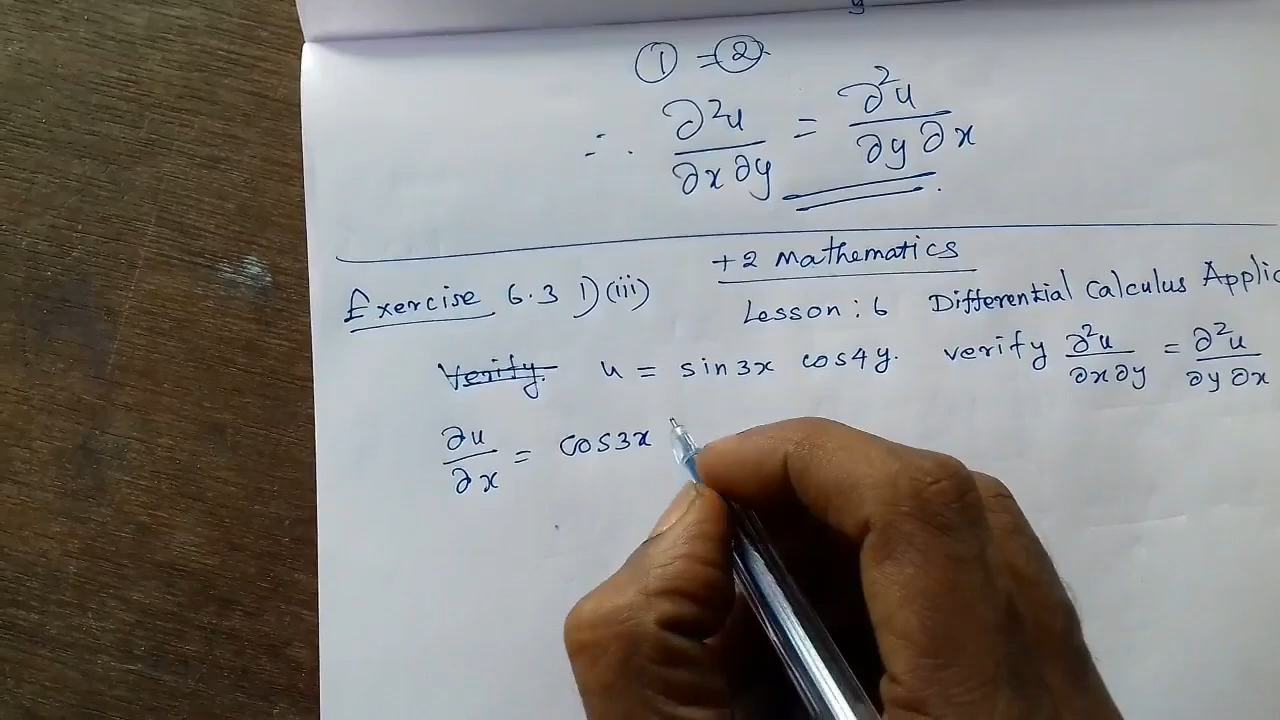 ① = ②
∴ ∂²u/∂x∂y = ∂²u/∂y∂x.
+2 Mathematics
Exercise 6.3 1)(iii)
Lesson : 6 Differential Calculus Applic
Verify. u = sin3x cos4y. verify ∂²u/∂x∂y = ∂²u/∂y∂x
∂u/∂x = cos3x